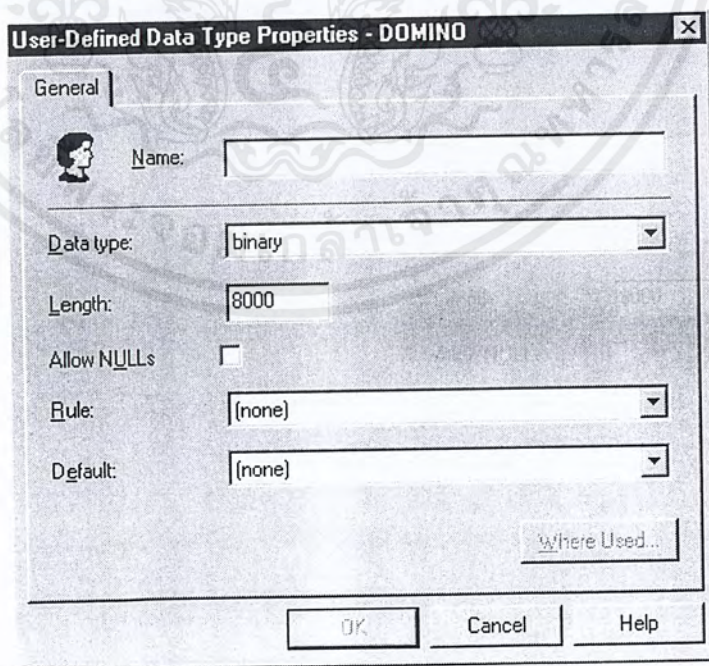 User-Defined Data Type Properties - DOMINO
General
Name:
Data type: binary
Length: 8000
Allow NULLs
Rule: (none)
Default: (none)
Where Used...
OK Cancel Help